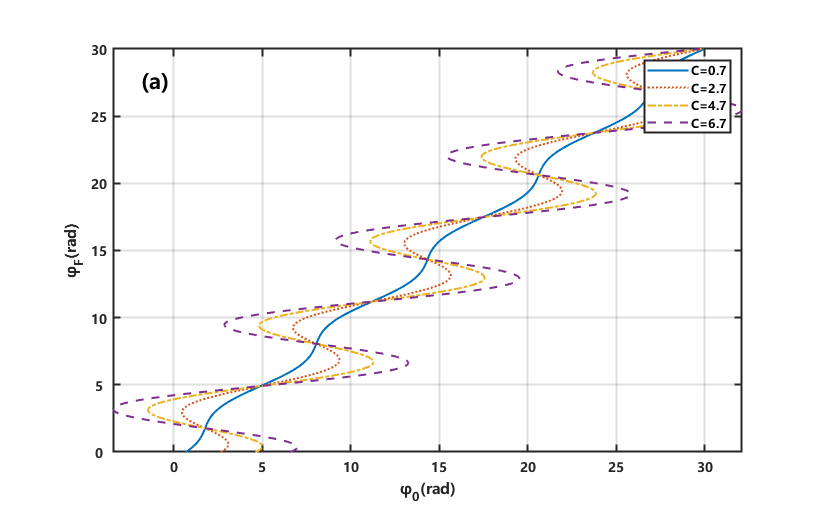 (a)
C=0.7
C=2.7
C=4.7
C=6.7
30
25
20
15
10
5
0
φF(rad)
0 5 10 15 20 25 30
φ0(rad)